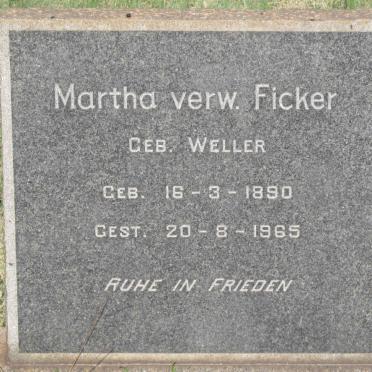 Martha verw. Ficker
GEB. WELLER
GEB. 16-3-1890
GEST. 20-8-1965
RUHE IN FRIEDEN